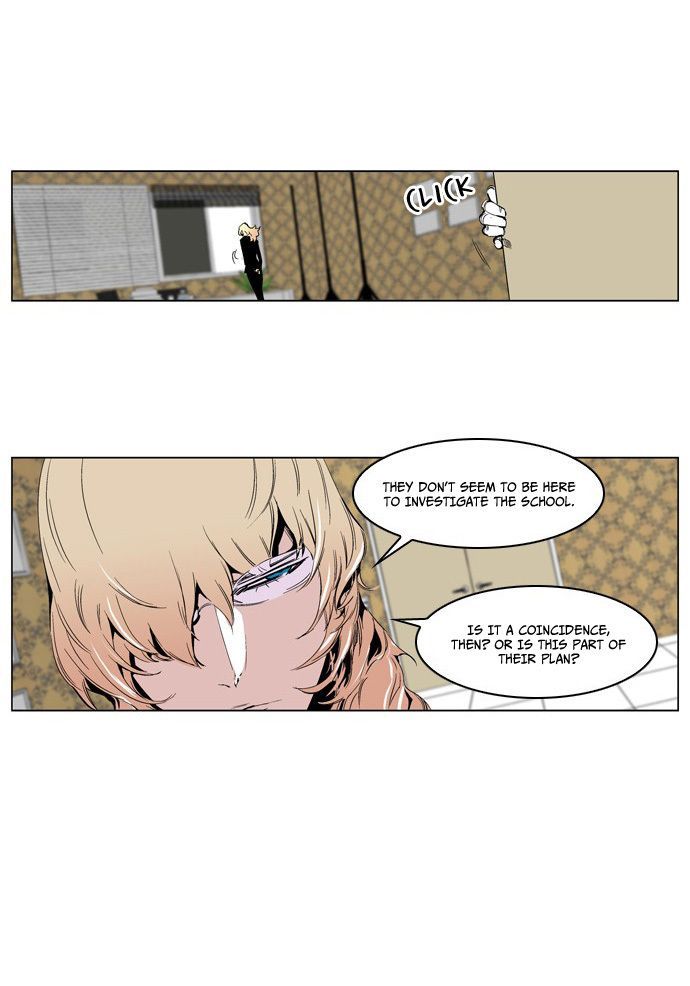 CLICK
THEY DON'T SEEM TO BE HERE
TO INVESTIGATE THE SCHOOL.
IS IT A COINCIDENCE,
THEN? OR IS THIS PART OF
THEIR PLAN?